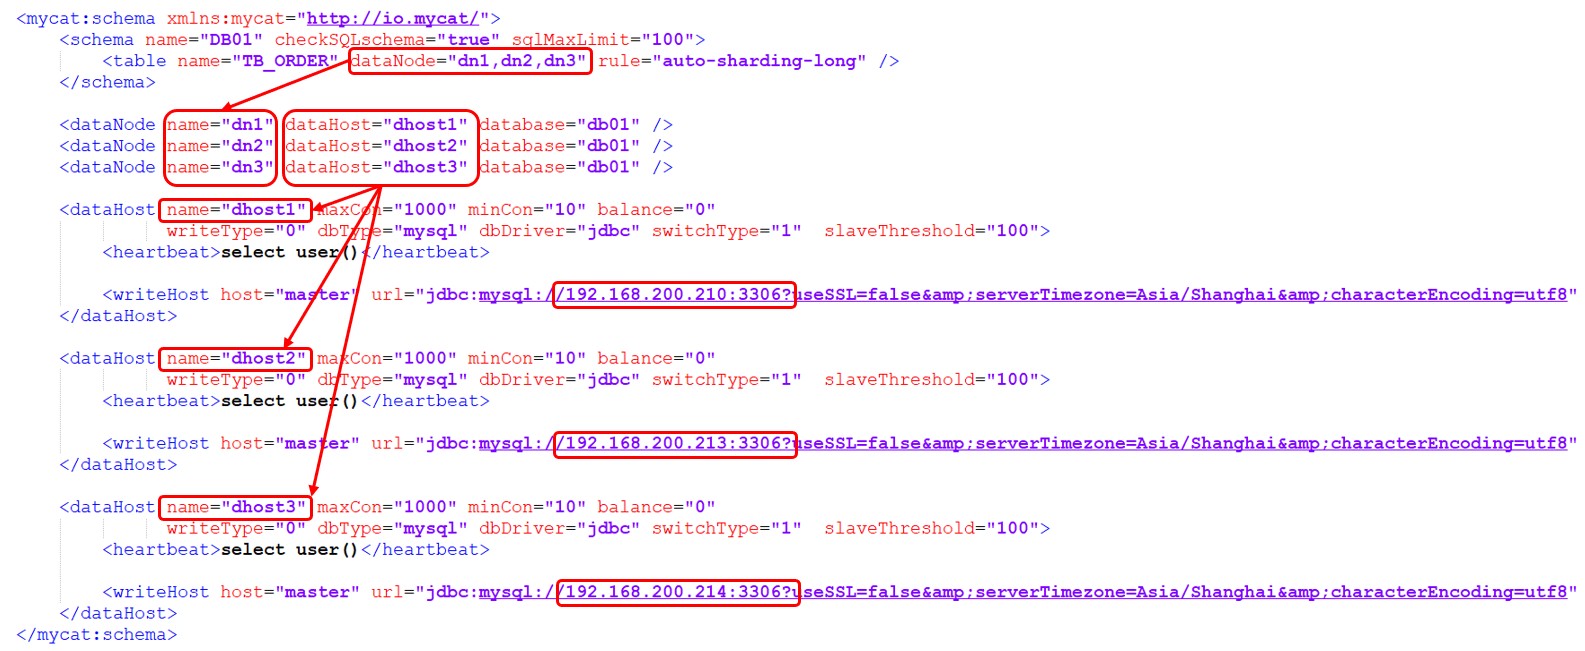 <mycat:schema xmlns:mycat="http://io.mycat/">
<schema name="DB01" checkSQLschema="true" sqlMaxLimit="100">
<table name="TB_ORDER" dataNode="dn1,dn2,dn3" rule="auto-sharding-long" />
</schema>
<dataNode name="dn1" dataHost="dhost1" database="db01" />
<dataNode name="dn2" dataHost="dhost2" database="db01" />
<dataNode name="dn3" dataHost="dhost3" database="db01" />
<dataHost name="dhost1" maxCon="1000" minCon="10" balance="0"
writeType="0" dbType="mysql" dbDriver="jdbc" switchType="1" slaveThreshold="100">
<heartbeat>select user()</heartbeat>
<writeHost host="master" url="jdbc:mysql://192.168.200.210:3306?useSSL=false&amp;serverTimezone=Asia/Shanghai&amp;characterEncoding=utf8"
</dataHost>
<dataHost name="dhost2" maxCon="1000" minCon="10" balance="0"
writeType="0" dbType="mysql" dbDriver="jdbc" switchType="1" slaveThreshold="100">
<heartbeat>select user()</heartbeat>
<writeHost host="master" url="jdbc:mysql://192.168.200.213:3306?useSSL=false&amp;serverTimezone=Asia/Shanghai&amp;characterEncoding=utf8"
</dataHost>
<dataHost name="dhost3" maxCon="1000" minCon="10" balance="0"
writeType="0" dbType="mysql" dbDriver="jdbc" switchType="1" slaveThreshold="100">
<heartbeat>select user()</heartbeat>
<writeHost host="master" url="jdbc:mysql://192.168.200.214:3306?useSSL=false&amp;serverTimezone=Asia/Shanghai&amp;characterEncoding=utf8"
</dataHost>
</mycat:schema>